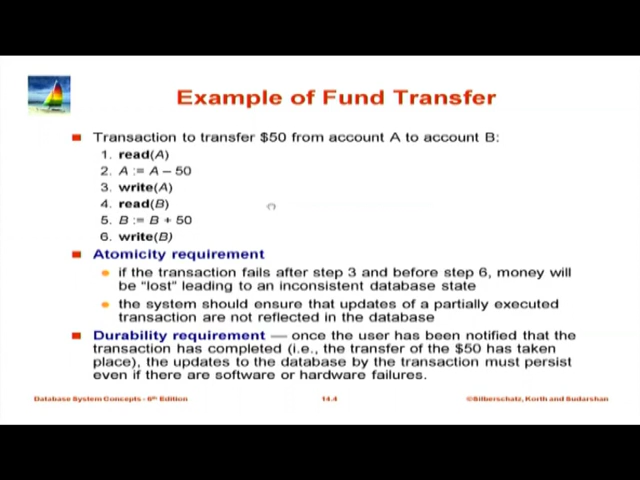 Example of Fund Transfer
Transaction to transfer $50 from account A to account B:
1. read(A)
2. A := A – 50
3. write(A)
4. read(B)
5. B := B + 50
6. write(B)
Atomicity requirement
if the transaction fails after step 3 and before step 6, money will
be "lost" leading to an inconsistent database state
the system should ensure that updates of a partially executed
transaction are not reflected in the database
Durability requirement — once the user has been notified that the
transaction has completed (i.e., the transfer of the $50 has taken
place), the updates to the database by the transaction must persist
even if there are software or hardware failures.
Database System Concepts - 6th Edition
14.4
©Silberschatz, Korth and Sudarshan